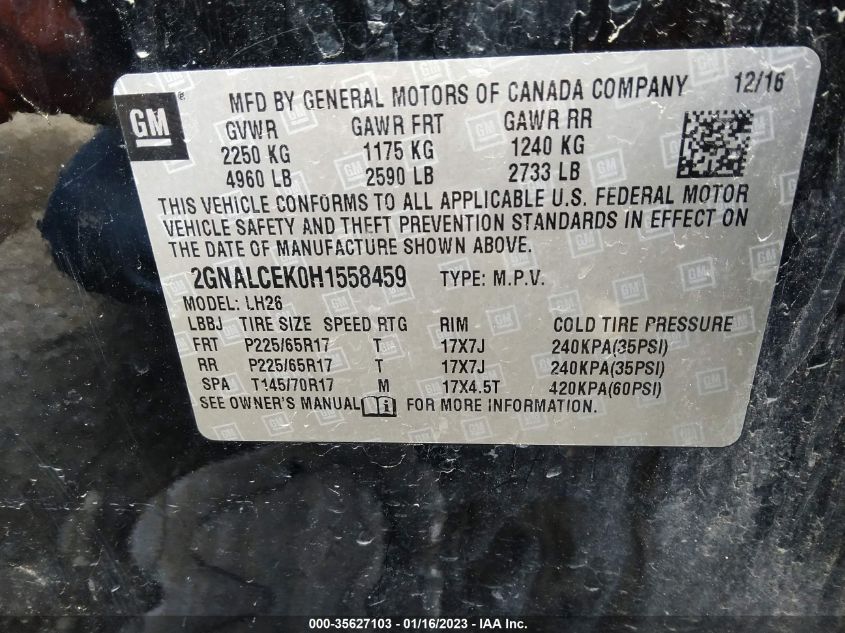 MFD BY GENERAL MOTORS OF CANADA COMPANY 12/16
GM ®
GVWR GAWR FRT GAWR RR
2250 KG 1175 KG 1240 KG
4960 LB 2590 LB 2733 LB
THIS VEHICLE CONFORMS TO ALL APPLICABLE U.S. FEDERAL MOTOR
VEHICLE SAFETY AND THEFT PREVENTION STANDARDS IN EFFECT ON
THE DATE OF MANUFACTURE SHOWN ABOVE.
2GNALCEK0H1558459 TYPE: M.P.V.
MODEL: LH26
LBBJ TIRE SIZE SPEED RTG RIM COLD TIRE PRESSURE
FRT P225/65R17 T 17X7J 240KPA(35PSI)
RR P225/65R17 T 17X7J 240KPA(35PSI)
SPA T145/70R17 M 17X4.5T 420KPA(60PSI)
SEE OWNER'S MANUAL FOR MORE INFORMATION.
000-35627103 - 01/16/2023 - IAA Inc.